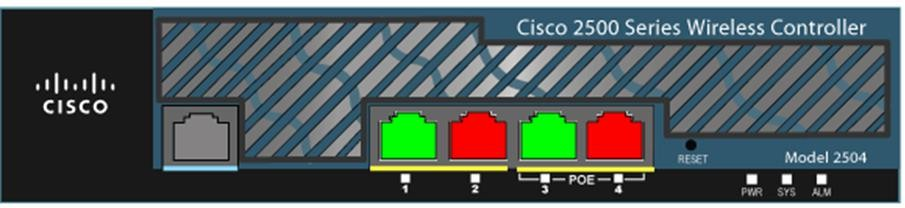 Cisco 2500 Series Wireless Controller
CISCO
RESET
Model 2504
1 2 3 POE 4
PWR SYS ALM